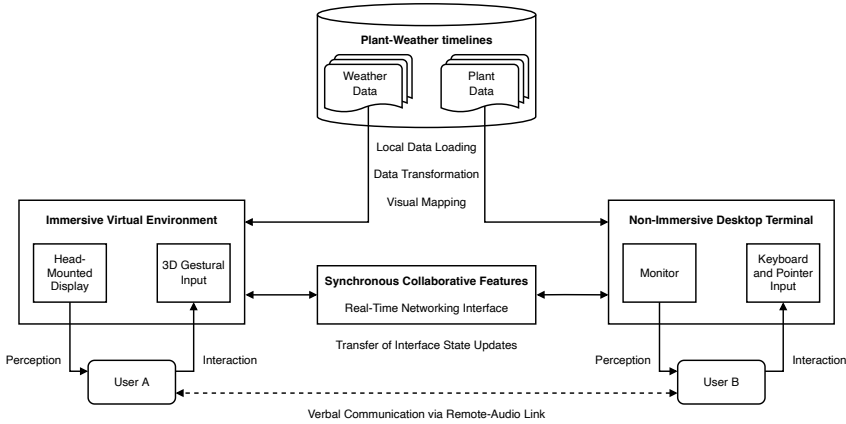 Plant-Weather timelines
Weather
Data
Plant
Data
Local Data Loading
Data Transformation
Visual Mapping
Immersive Virtual Environment
Head-
Mounted
Display
3D Gestural
Input
Synchronous Collaborative Features
Real-Time Networking Interface
Transfer of Interface State Updates
Non-Immersive Desktop Terminal
Monitor
Keyboard
and Pointer
Input
Perception
Interaction
User A
Perception
Interaction
User B
Verbal Communication via Remote-Audio Link